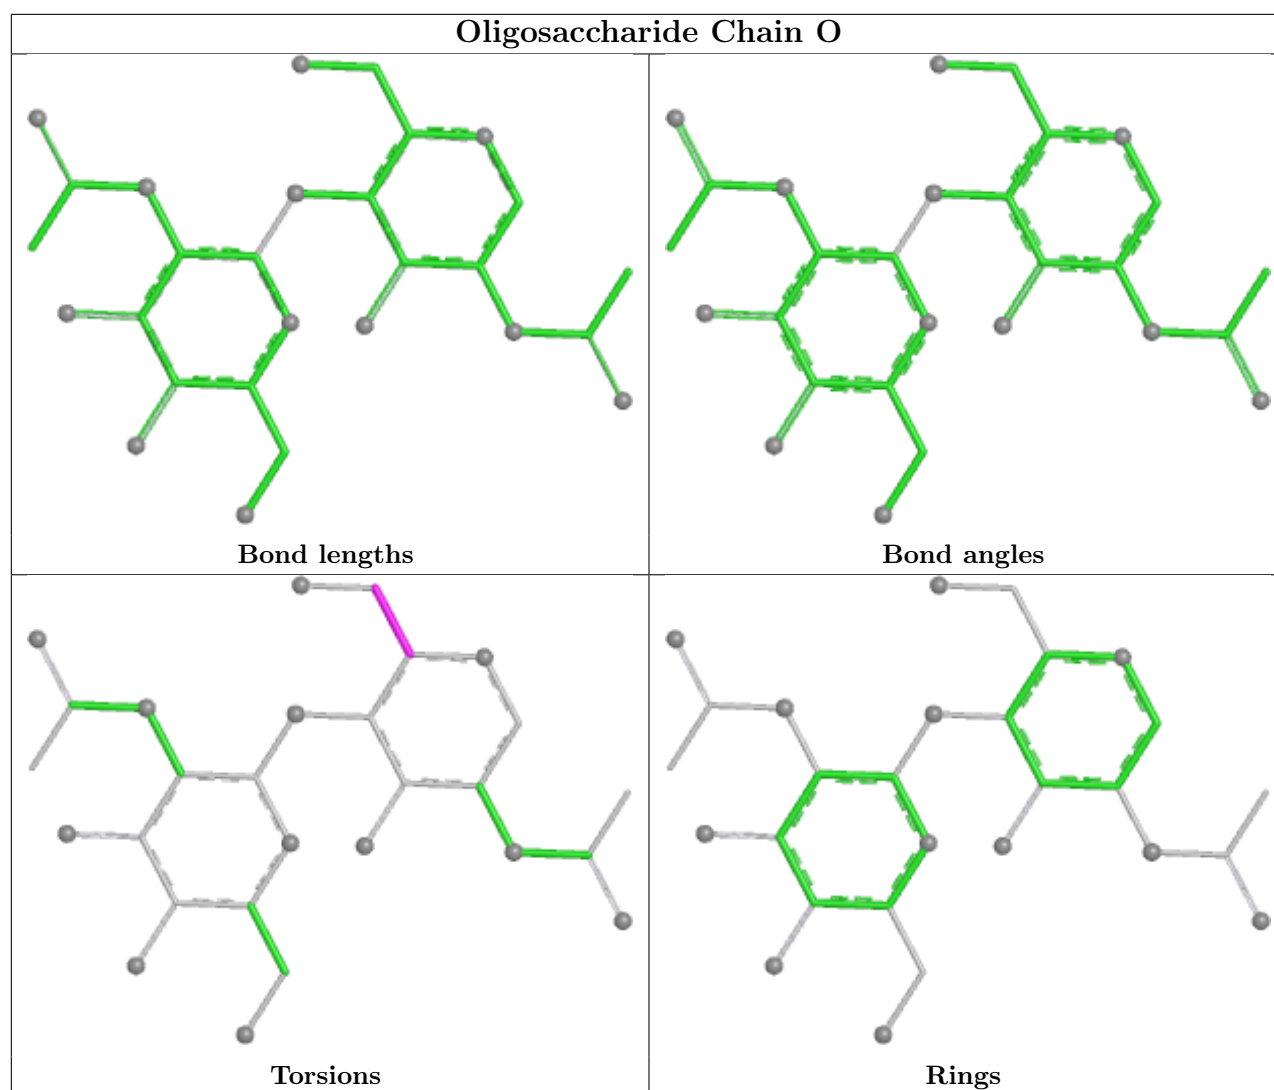 Oligosaccharide Chain O
Bond lengths
Bond angles
Torsions
Rings